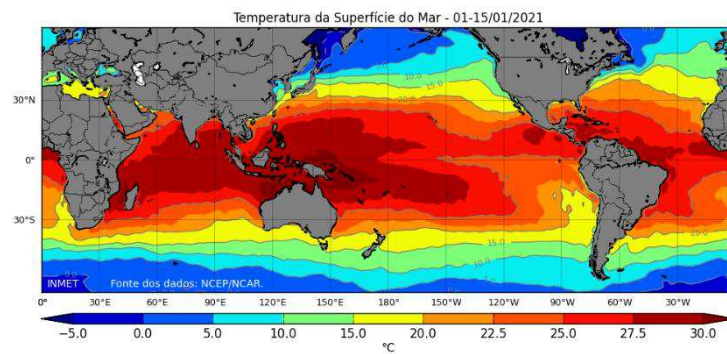 Temperatura da Superfície do Mar - 01-15/01/2021
30°N
0°
30°S
INMET Fonte dos dados: NCEP/NCAR.
0° 30°E 60°E 90°E 120°E 150°E 180° 150°W 120°W 90°W 60°W 30°W
−5.0 0.0 5.0 10.0 15.0 20.0 22.5 25.0 27.5 30.0
°C